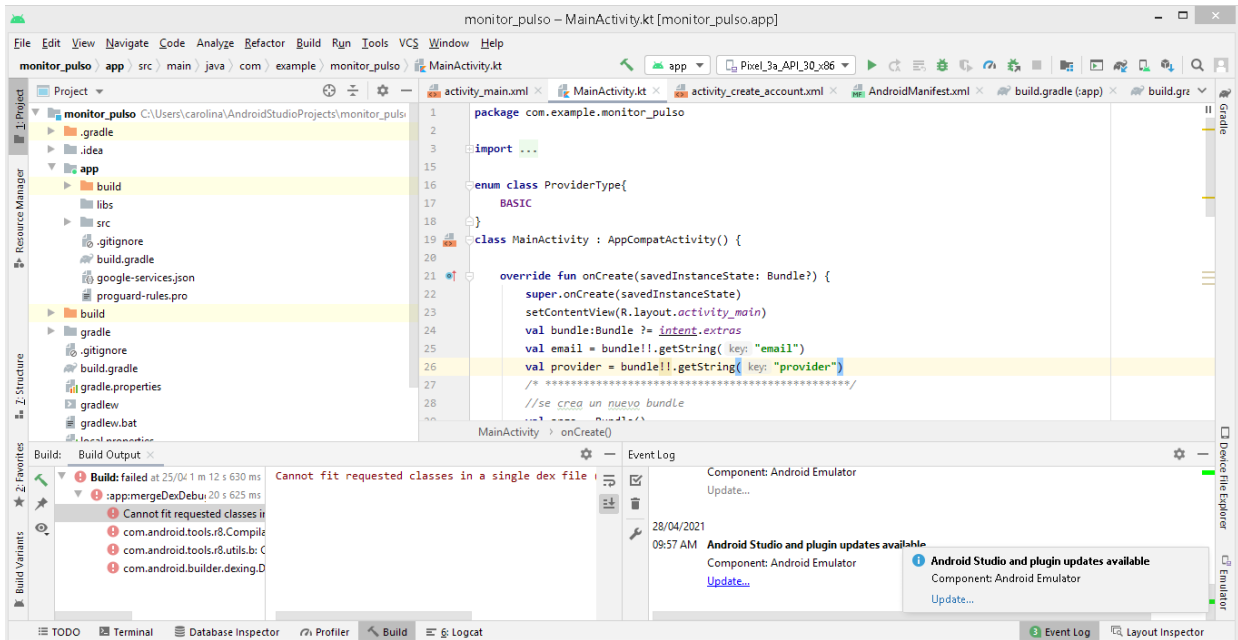 monitor_pulso – MainActivity.kt [monitor_pulso.app]
File Edit View Navigate Code Analyze Refactor Build Run Tools VCS Window Help
monitor_pulso app src main java com example monitor_pulso MainActivity.kt
app Pixel_3a_API_30_x86
Project
activity_main.xml MainActivity.kt activity_create_account.xml AndroidManifest.xml build.gradle (:app) build.gra
1: Project
Resource Manager
7: Structure
2: Favorites
Build Variants
monitor_pulso C:\Users\carolina\AndroidStudioProjects\monitor_pulso
.gradle
.idea
app
build
libs
src
.gitignore
build.gradle
google-services.json
proguard-rules.pro
build
gradle
.gitignore
build.gradle
gradle.properties
gradlew
gradlew.bat
local.properties
1 package com.example.monitor_pulso
2
3 import ...
15
16 enum class ProviderType{
17 BASIC
18 }
19 class MainActivity : AppCompatActivity() {
20
21 override fun onCreate(savedInstanceState: Bundle?) {
22 super.onCreate(savedInstanceState)
23 setContentView(R.layout.activity_main)
24 val bundle:Bundle ?= intent.extras
25 val email = bundle!!.getString( key: "email")
26 val provider = bundle!!.getString( key: "provider")
27 /* ************************************************/
28 //se crea un nuevo bundle
MainActivity onCreate()
Gradle
Device File Explorer
Emulator
Build: Build Output
Build: failed at 25/04 1 m 12 s 630 ms
:app:mergeDexDebug 20 s 625 ms
Cannot fit requested classes in
com.android.tools.r8.Compila
com.android.tools.r8.utils.b: C
com.android.builder.dexing.D
Cannot fit requested classes in a single dex file
Event Log
Component: Android Emulator
Update...
28/04/2021
09:57 AM Android Studio and plugin updates available
Component: Android Emulator
Update...
Android Studio and plugin updates available
Component: Android Emulator
Update...
TODO Terminal Database Inspector Profiler Build 6: Logcat
3 Event Log Layout Inspector